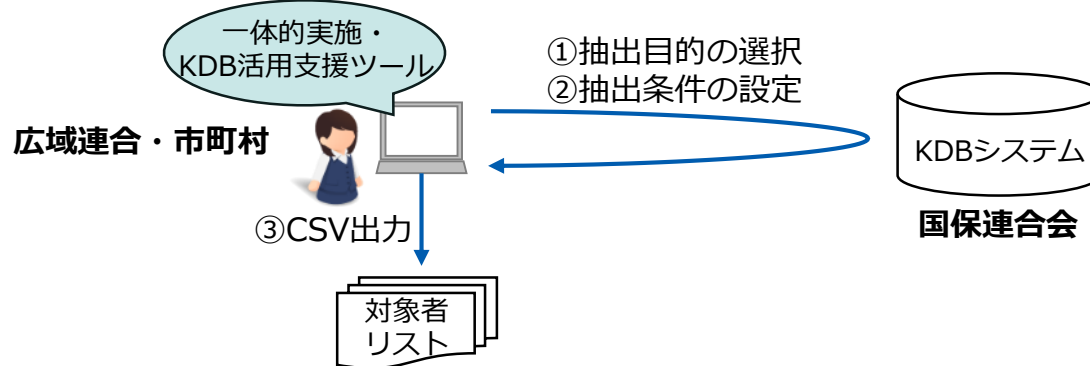 一体的実施・
KDB活用支援ツール
①抽出目的の選択
②抽出条件の設定
広域連合・市町村
KDBシステム
国保連合会
③CSV出力
対象者
リスト